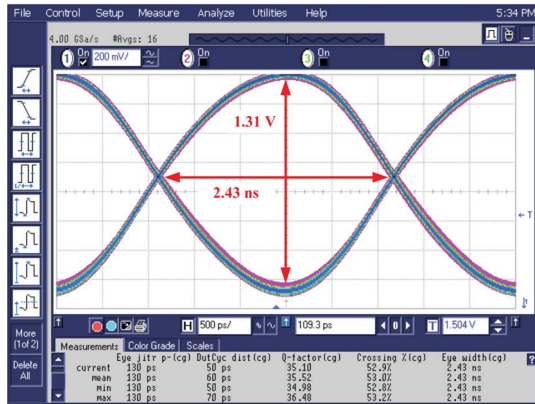 File Control Setup Measure Analyze Utilities Help 5:34 PM
4.00 GSa/s #Avgs: 16
1 On 200 mV/ 2 On 3 On 4 On
1.31 V
2.43 ns
T
More
(1of 2)
Delete
All
H 500 ps/ 109.3 ps 0 T 1.504 V
Measurements Color Grade Scales
Eye jitr p-p(cg) DutCyc dist(cg) Q-factor(cg) Crossing %(cg) Eye width(cg)
current 130 ps 50 ps 35.10 52.9% 2.43 ns
mean 130 ps 60 ps 35.52 53.0% 2.43 ns
min 130 ps 50 ps 34.98 52.8% 2.43 ns
max 130 ps 70 ps 36.48 53.2% 2.43 ns